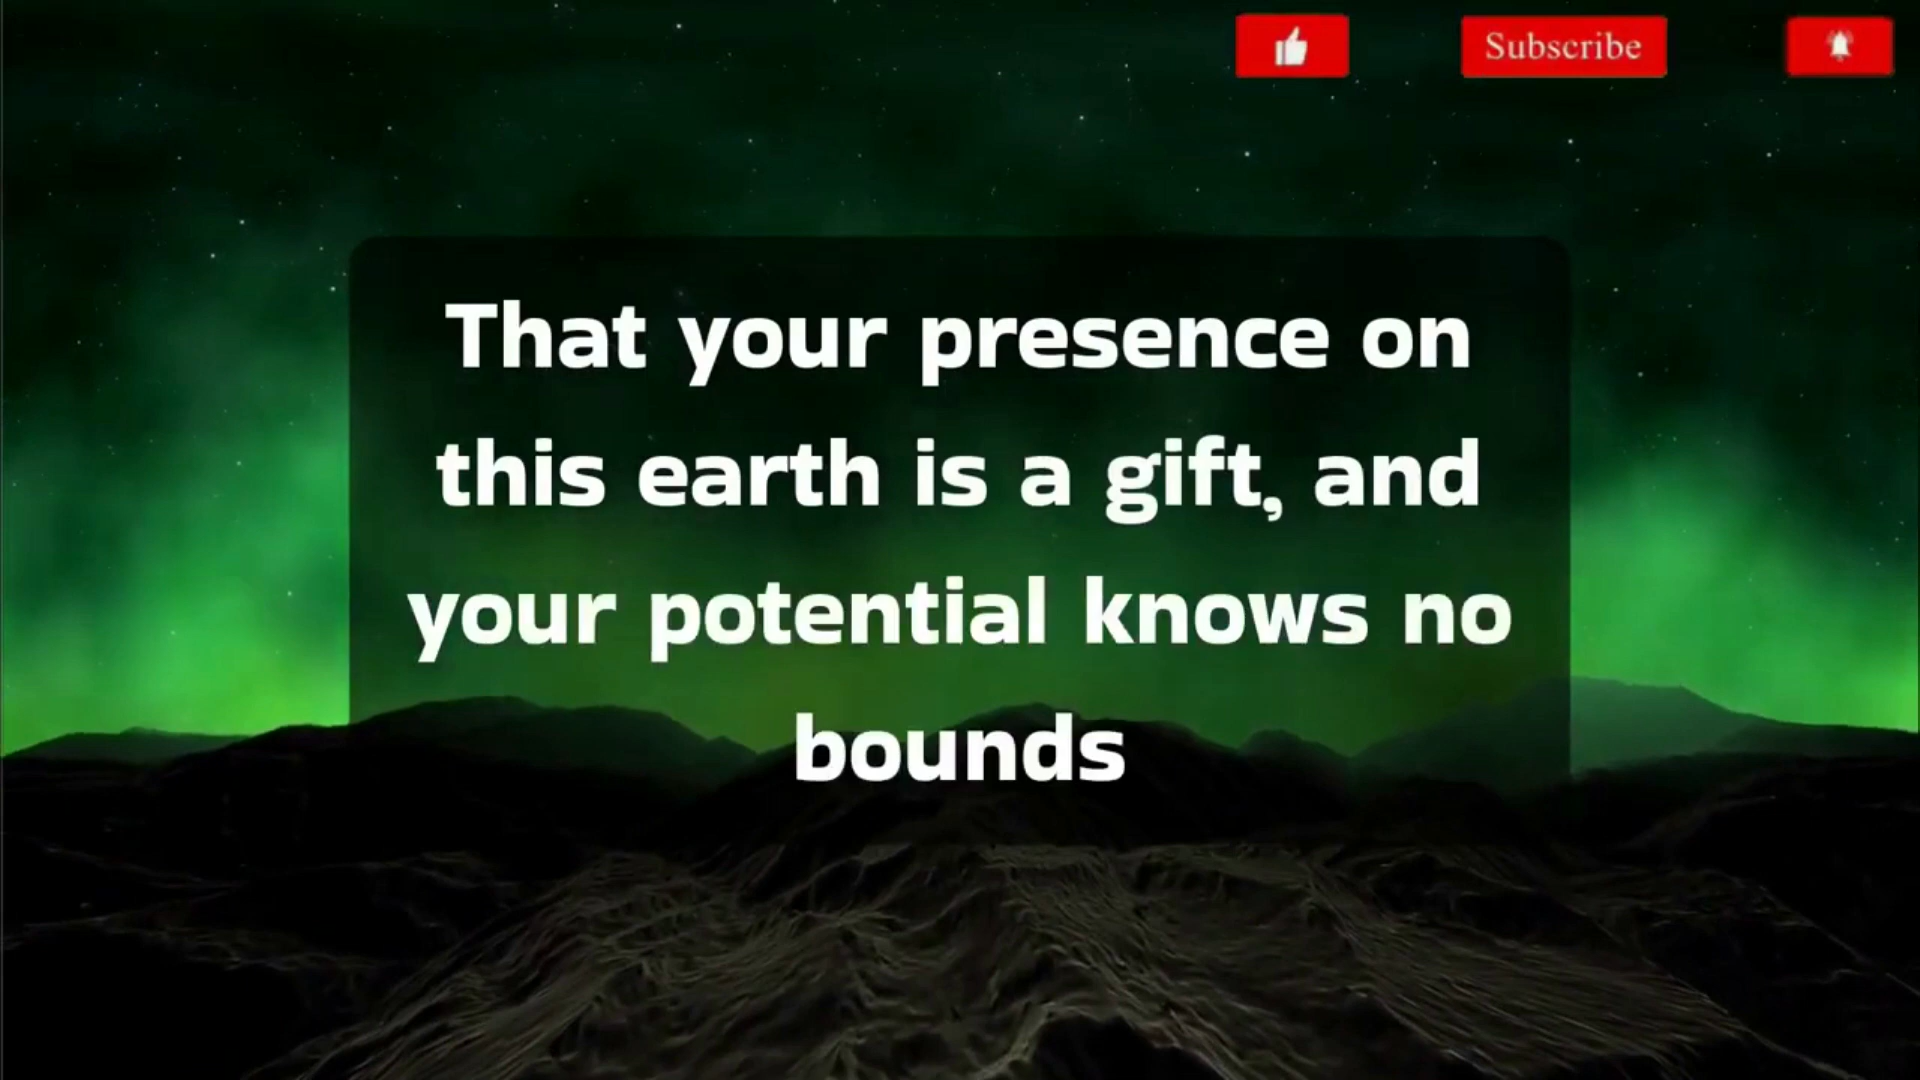 Subscribe
That your presence on
this earth is a gift, and
your potential knows no
bounds